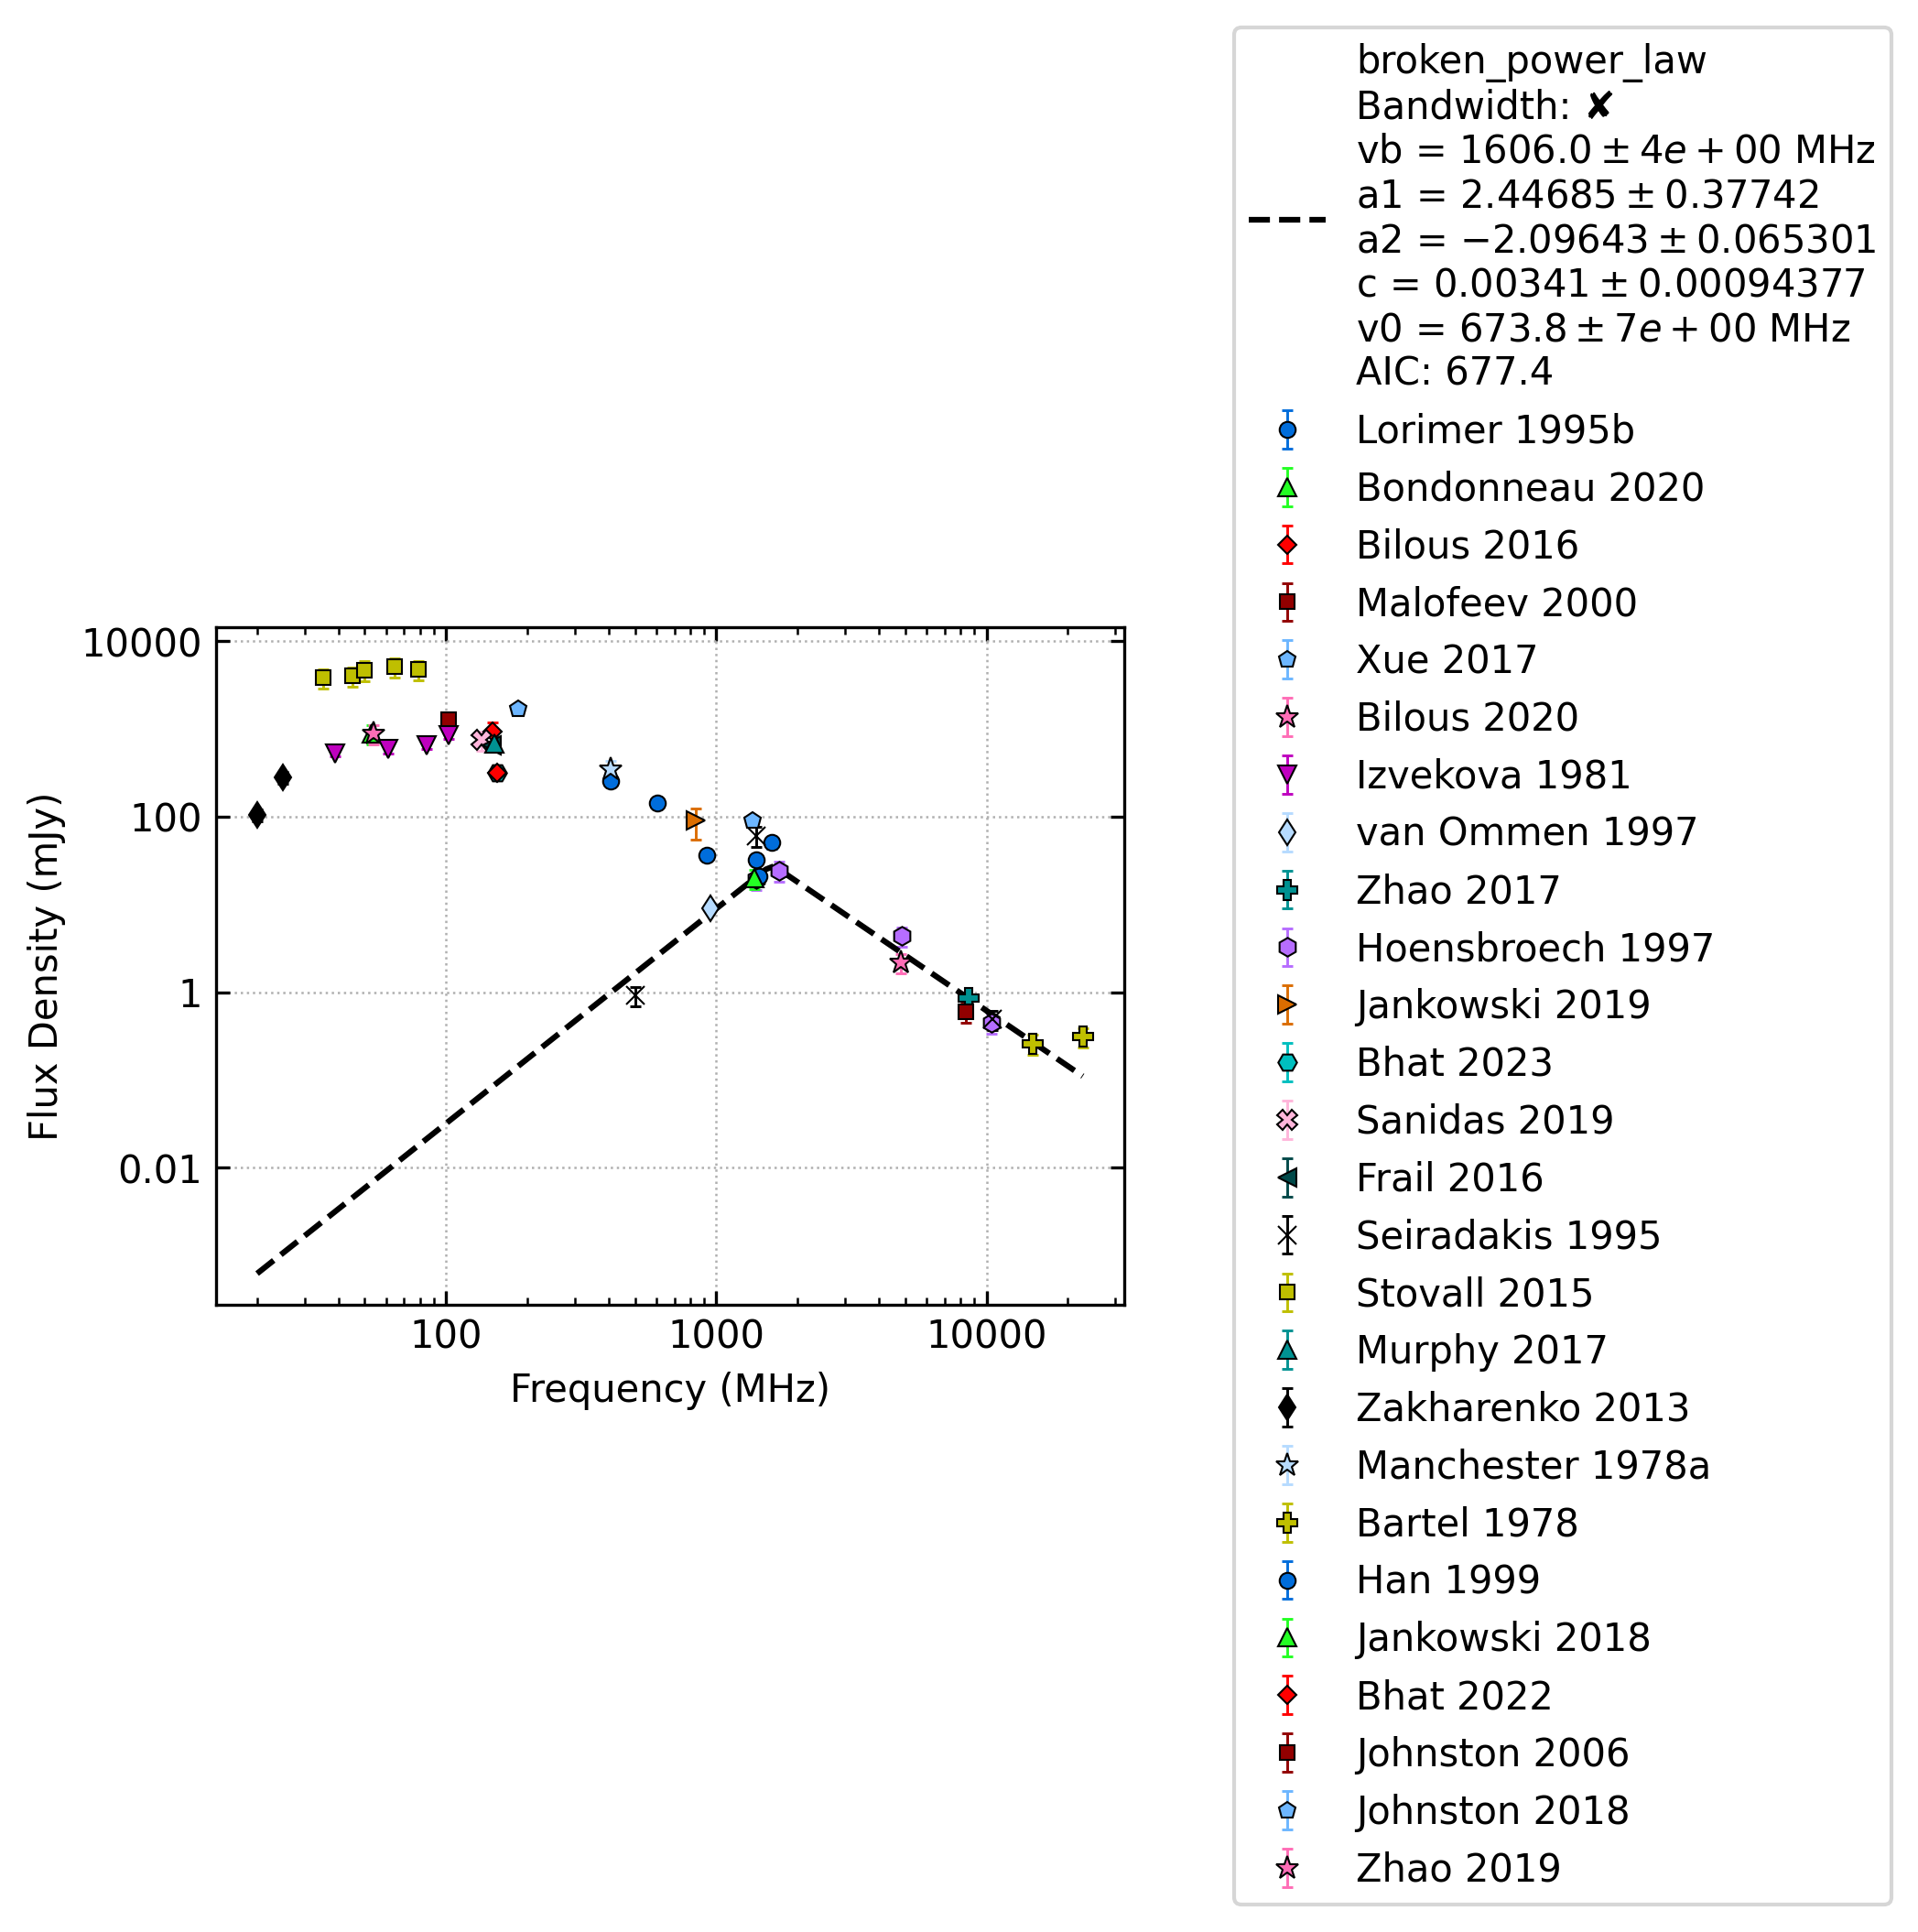 broken_power_law
Bandwidth: ✘
vb = 1606.0 ± 4e + 00 MHz
a1 = 2.44685 ± 0.37742
a2 = −2.09643 ± 0.065301
c = 0.00341 ± 0.00094377
v0 = 673.8 ± 7e + 00 MHz
AIC: 677.4
Lorimer 1995b
Bondonneau 2020
Bilous 2016
Malofeev 2000
Xue 2017
Bilous 2020
Izvekova 1981
van Ommen 1997
Zhao 2017
Hoensbroech 1997
Jankowski 2019
Bhat 2023
Sanidas 2019
Frail 2016
Seiradakis 1995
Stovall 2015
Murphy 2017
Zakharenko 2013
Manchester 1978a
Bartel 1978
Han 1999
Jankowski 2018
Bhat 2022
Johnston 2006
Johnston 2018
Zhao 2019
10000
100
1
0.01
Flux Density (mJy)
100 1000 10000
Frequency (MHz)